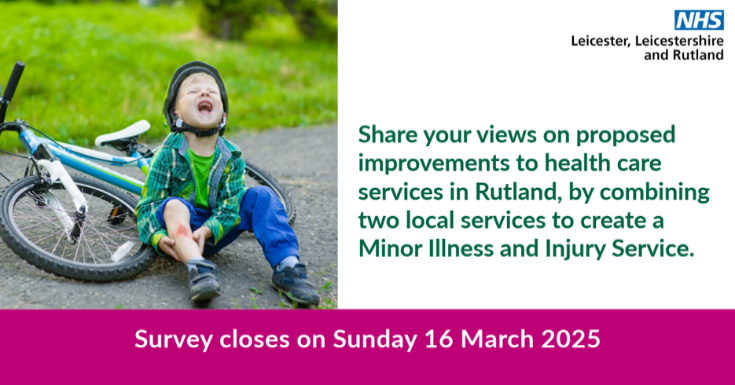 NHS
Leicester, Leicestershire
and Rutland
Share your views on proposed
improvements to health care
services in Rutland, by combining
two local services to create a
Minor Illness and Injury Service.
Survey closes on Sunday 16 March 2025